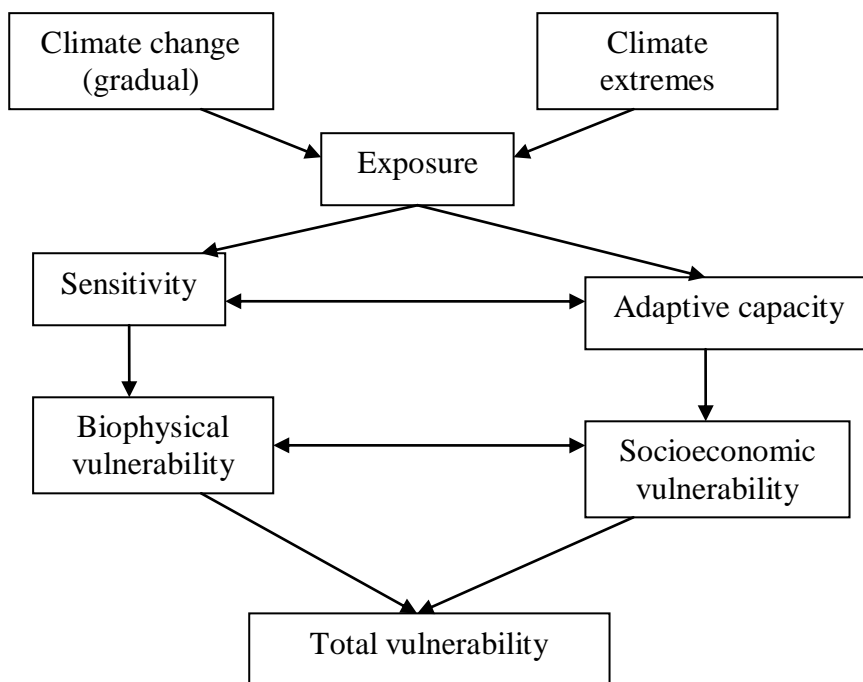 Climate change
(gradual)
Climate
extremes
Exposure
Sensitivity
Adaptive capacity
Biophysical
vulnerability
Socioeconomic
vulnerability
Total vulnerability